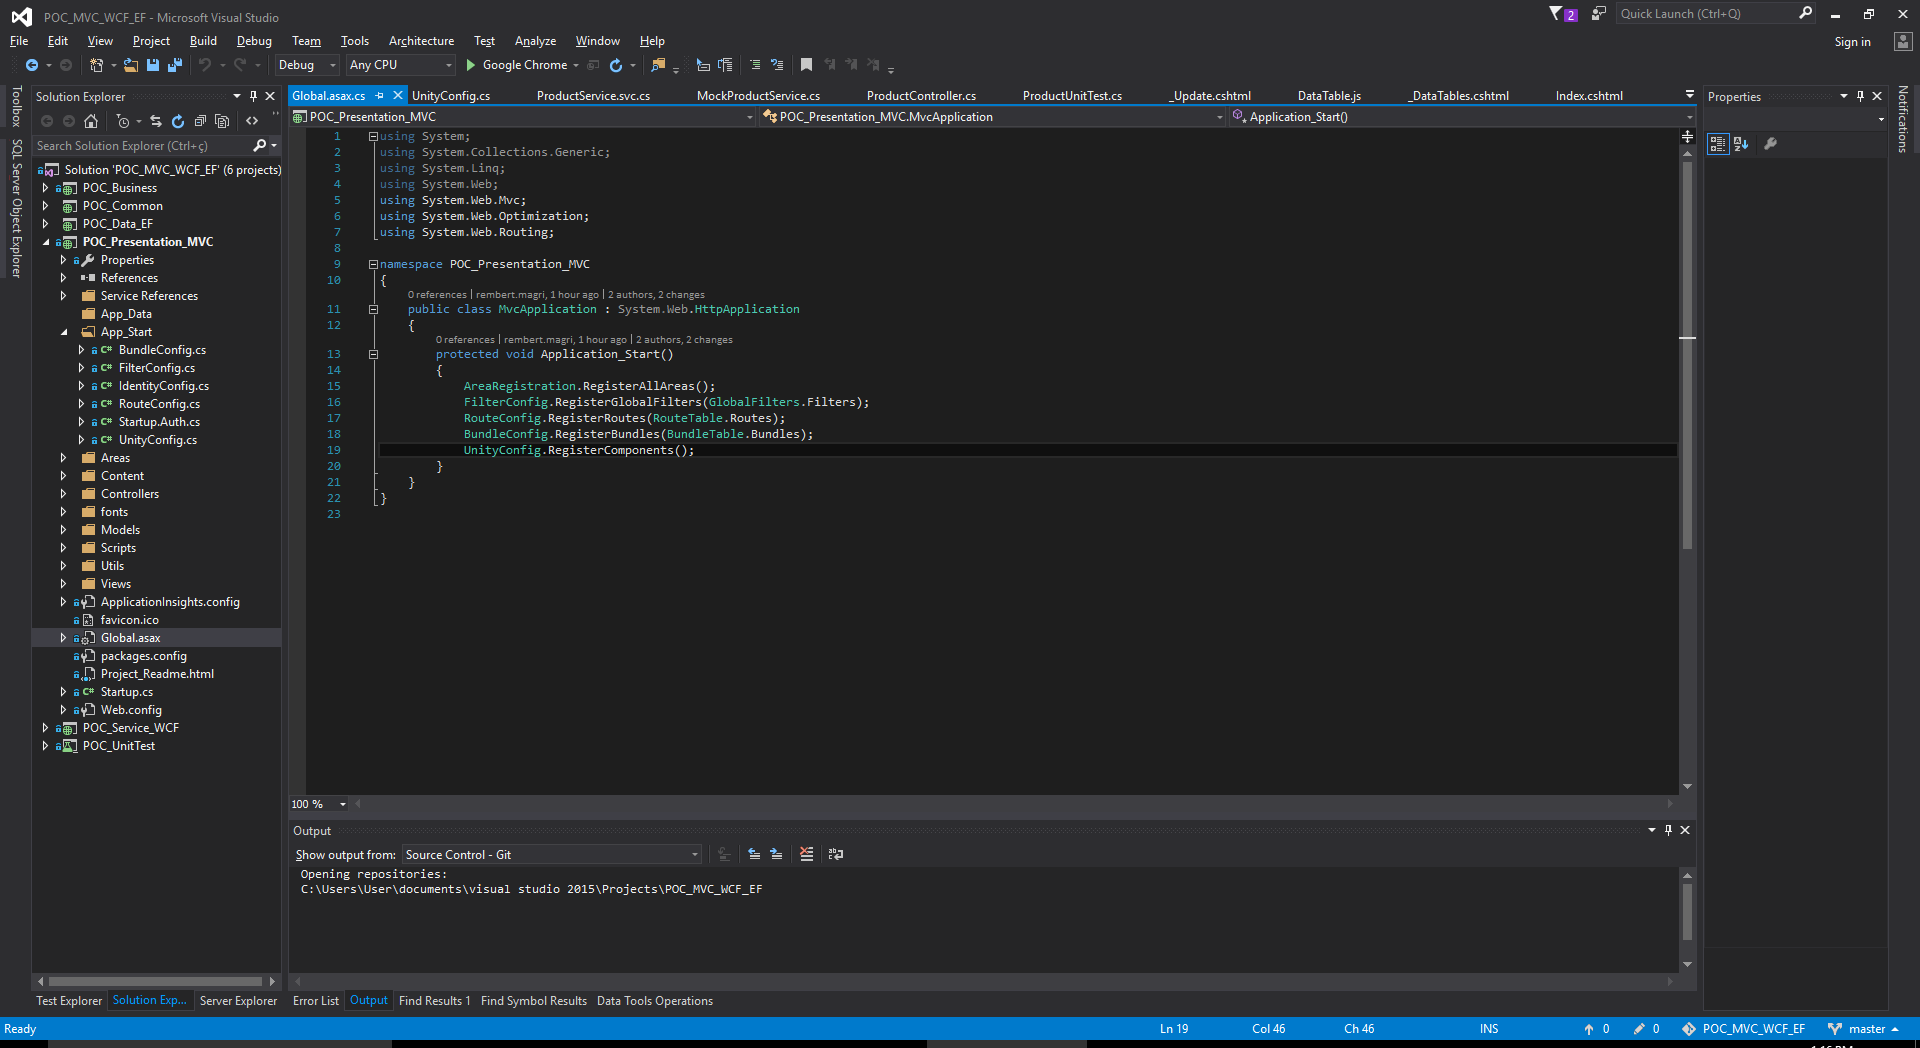 POC_MVC_WCF_EF - Microsoft Visual Studio
2
Quick Launch (Ctrl+Q)
File Edit View Project Build Debug Team Tools Architecture Test Analyze Window Help
Sign in
Debug Any CPU Google Chrome
Toolbox
SQL Server Object Explorer
Solution Explorer
Search Solution Explorer (Ctrl+ç)
Solution 'POC_MVC_WCF_EF' (6 projects)
POC_Business
POC_Common
POC_Data_EF
POC_Presentation_MVC
Properties
References
Service References
App_Data
App_Start
C# BundleConfig.cs
C# FilterConfig.cs
C# IdentityConfig.cs
C# RouteConfig.cs
C# Startup.Auth.cs
C# UnityConfig.cs
Areas
Content
Controllers
fonts
Models
Scripts
Utils
Views
ApplicationInsights.config
favicon.ico
Global.asax
packages.config
Project_Readme.html
C# Startup.cs
Web.config
POC_Service_WCF
POC_UnitTest
Test Explorer Solution Exp... Server Explorer
Global.asax.cs UnityConfig.cs ProductService.svc.cs MockProductService.cs ProductController.cs ProductUnitTest.cs _Update.cshtml DataTable.js _DataTables.cshtml Index.cshtml
POC_Presentation_MVC POC_Presentation_MVC.MvcApplication Application_Start()
1 using System;
2 using System.Collections.Generic;
3 using System.Linq;
4 using System.Web;
5 using System.Web.Mvc;
6 using System.Web.Optimization;
7 using System.Web.Routing;
8
9 namespace POC_Presentation_MVC
10 {
0 references | rembert.magri, 1 hour ago | 2 authors, 2 changes
11 public class MvcApplication : System.Web.HttpApplication
12 {
0 references | rembert.magri, 1 hour ago | 2 authors, 2 changes
13 protected void Application_Start()
14 {
15 AreaRegistration.RegisterAllAreas();
16 FilterConfig.RegisterGlobalFilters(GlobalFilters.Filters);
17 RouteConfig.RegisterRoutes(RouteTable.Routes);
18 BundleConfig.RegisterBundles(BundleTable.Bundles);
19 UnityConfig.RegisterComponents();
20 }
21 }
22 }
23
100 %
Output
Show output from: Source Control - Git
Opening repositories:
C:\Users\User\documents\visual studio 2015\Projects\POC_MVC_WCF_EF
Error List Output Find Results 1 Find Symbol Results Data Tools Operations
Properties
Notifications
Ready Ln 19 Col 46 Ch 46 INS 0 0 POC_MVC_WCF_EF master